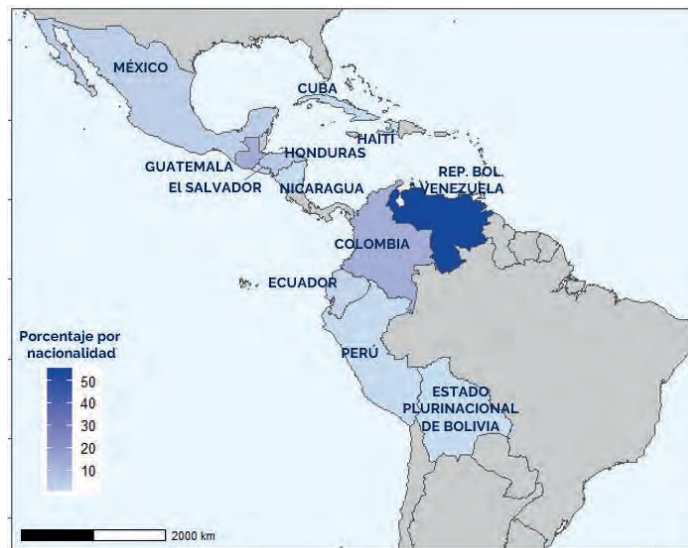 MÉXICO
CUBA
HAITÍ
HONDURAS
GUATEMALA
El SALVADOR
NICARAGUA
REP. BOL.
VENEZUELA
COLOMBIA
ECUADOR
PERÚ
ESTADO
PLURINACIONAL
DE BOLIVIA
Porcentaje por
nacionalidad
50
40
30
20
10
2000 km